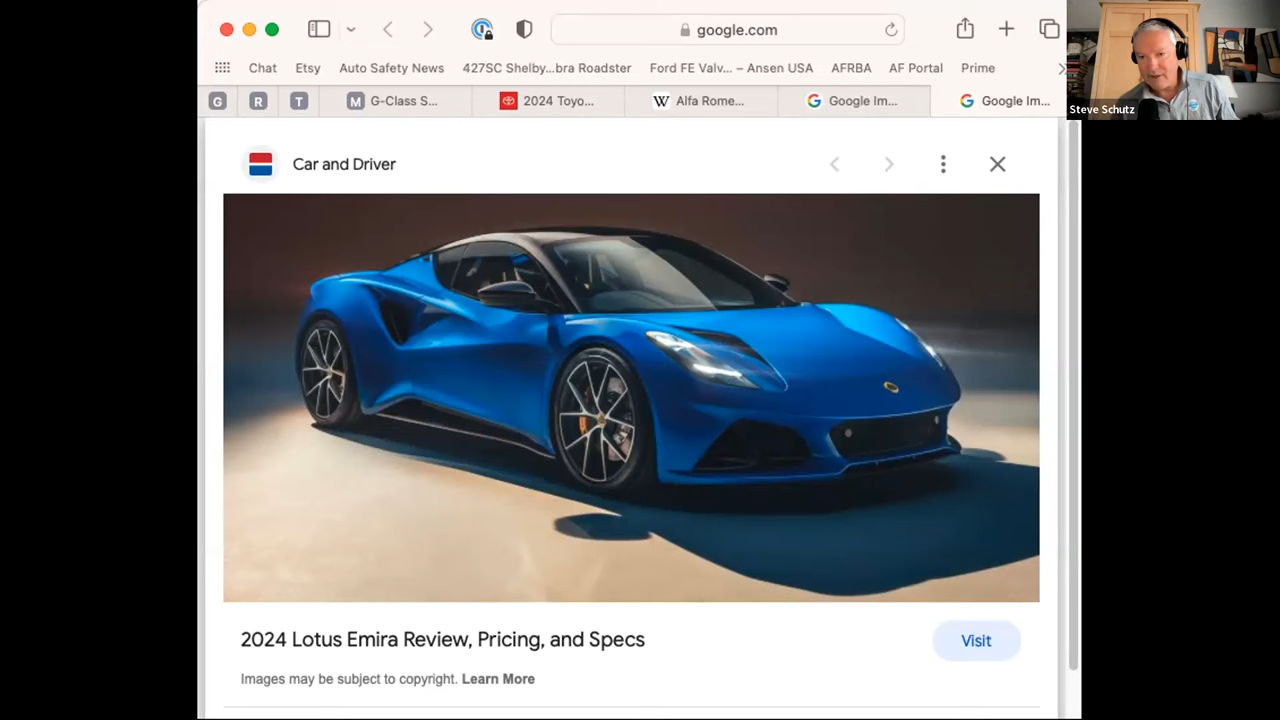 google.com
Chat
Etsy
Auto Safety News
427SC Shelby...bra Roadster
Ford FE Valv... – Ansen USA
AFRBA
AF Portal
Prime
G
R
T
M
G-Class S...
2024 Toyo...
W
Alfa Rome...
G
Google Im...
G
Google Im...
Steve Schutz
Car and Driver
2024 Lotus Emira Review, Pricing, and Specs
Visit
Images may be subject to copyright. Learn More